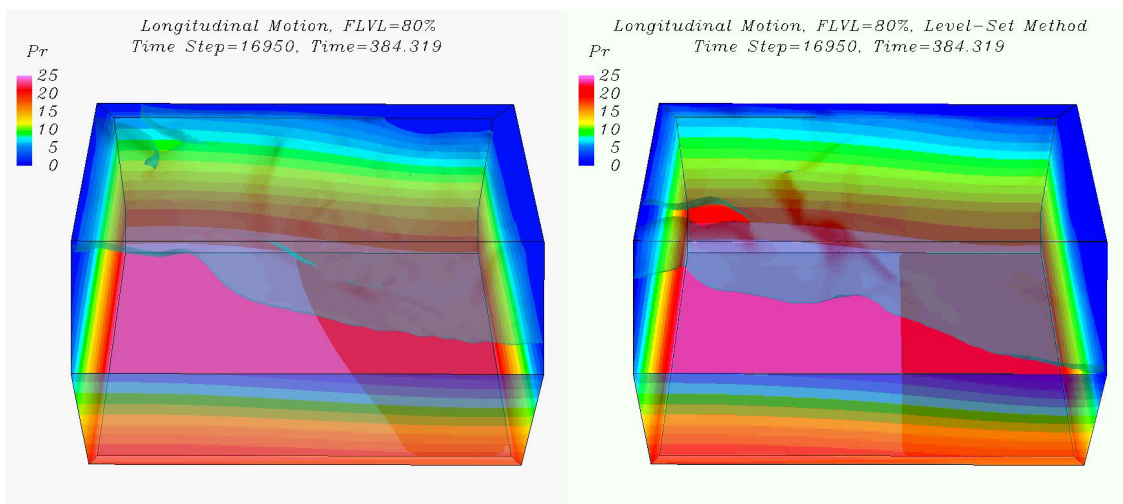 Longitudinal Motion, FLVL=80%
Time Step=16950, Time=384.319
Pr
25
20
15
10
5
0
Longitudinal Motion, FLVL=80%, Level-Set Method
Time Step=16950, Time=384.319
Pr
25
20
15
10
5
0